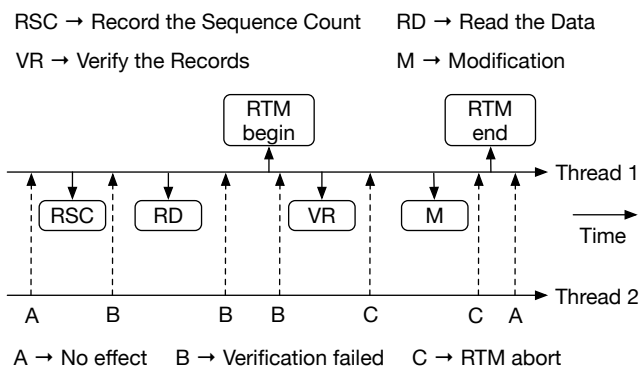 RSC → Record the Sequence Count RD → Read the Data
VR → Verify the Records M → Modification
RTM begin RTM end
Thread 1
RSC RD VR M
Time
Thread 2
A B B B C C A
A → No effect B → Verification failed C → RTM abort